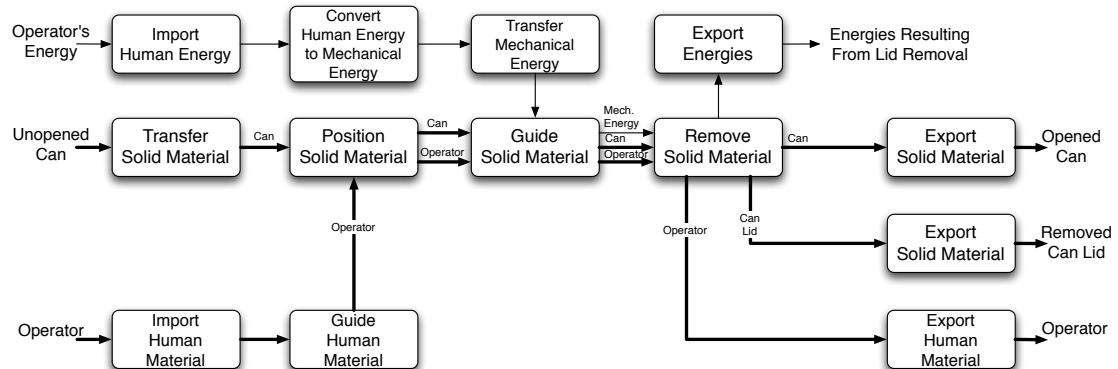 Operator's
Energy
Import
Human Energy
Convert
Human Energy
to Mechanical
Energy
Transfer
Mechanical
Energy
Export
Energies
Energies Resulting
From Lid Removal
Unopened
Can
Transfer
Solid Material
Can
Position
Solid Material
Can
Operator
Guide
Solid Material
Mech.
Energy
Can
Operator
Remove
Solid Material
Can
Export
Solid Material
Opened
Can
Operator
Operator
Can
Lid
Export
Solid Material
Removed
Can Lid
Operator
Import
Human
Material
Guide
Human
Material
Export
Human
Material
Operator